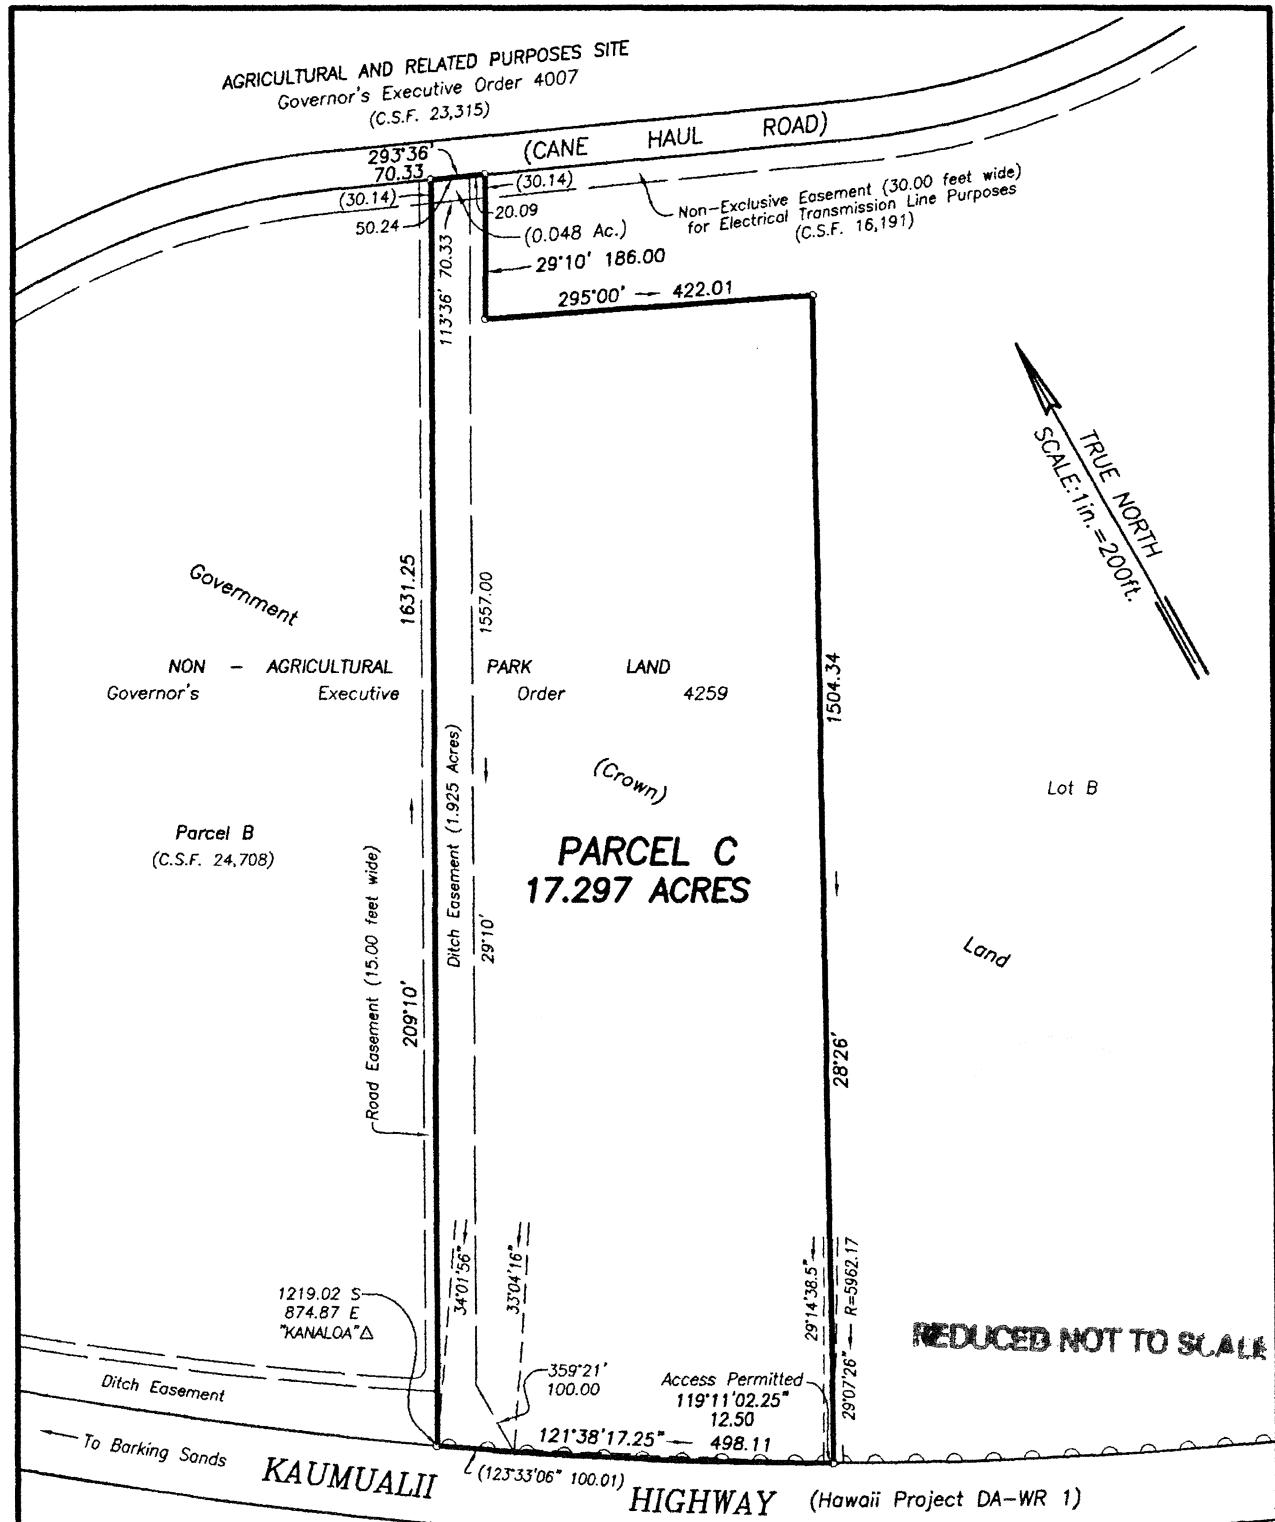 AGRICULTURAL AND RELATED PURPOSES SITE
Governor's Executive Order 4007
(C.S.F. 23,315)
(CANE HAUL ROAD)
293°36'
70.33
(30.14)
(30.14)
50.24
20.09
(0.048 Ac.)
Non-Exclusive Easement (30.00 feet wide)
for Electrical Transmission Line Purposes
(C.S.F. 16,191)
113°36' 70.33
29°10' 186.00
295°00' 422.01
TRUE NORTH
SCALE: 1in.=200ft.
Government
1631.25
1557.00
NON - AGRICULTURAL PARK LAND
Governor's Executive Order 4259
1504.34
(Crown)
Lot B
Parcel B
(C.S.F. 24,708)
PARCEL C
17.297 ACRES
Road Easement (15.00 feet wide)
209°10'
Ditch Easement (1.925 Acres)
29°10'
Land
28°26'
34°01'56"
33°04'16"
29°14'38.5"
29°07'26" R=5962.17
1219.02 S
874.87 E
"KANALOA"△
REDUCED NOT TO SCALE
359°21'
100.00
Access Permitted
119°11'02.25"
12.50
Ditch Easement
121°38'17.25" 498.11
To Barking Sands
(123°33'06" 100.01)
KAUMUALII HIGHWAY (Hawaii Project DA-WR 1)